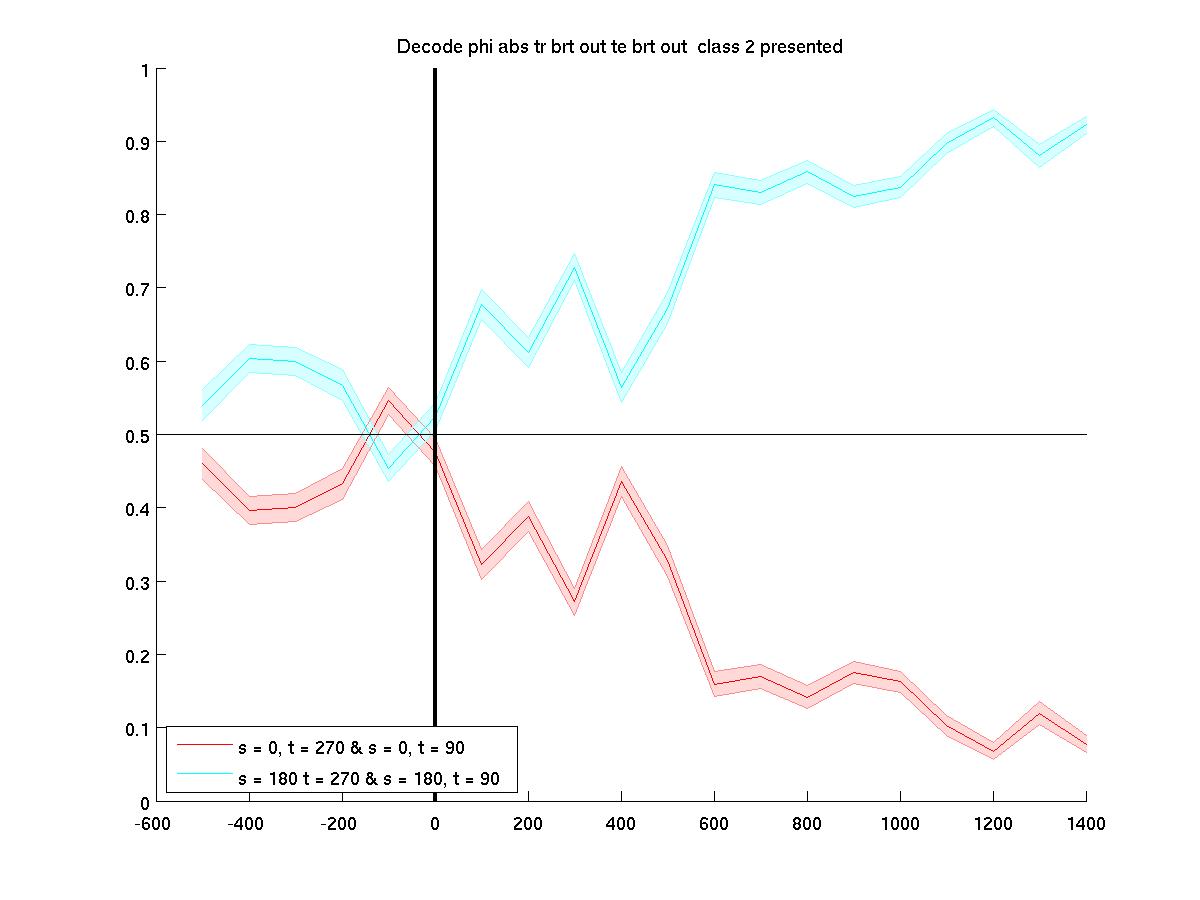 Decode phi abs tr brt out te brt out  class 2 presented
1
0.9
0.8
0.7
0.6
0.5
0.4
0.3
0.2
0.1
0
s = 0, t = 270 & s = 0, t = 90
s = 180 t = 270 & s = 180, t = 90
-600 -400 -200 0 200 400 600 800 1000 1200 1400